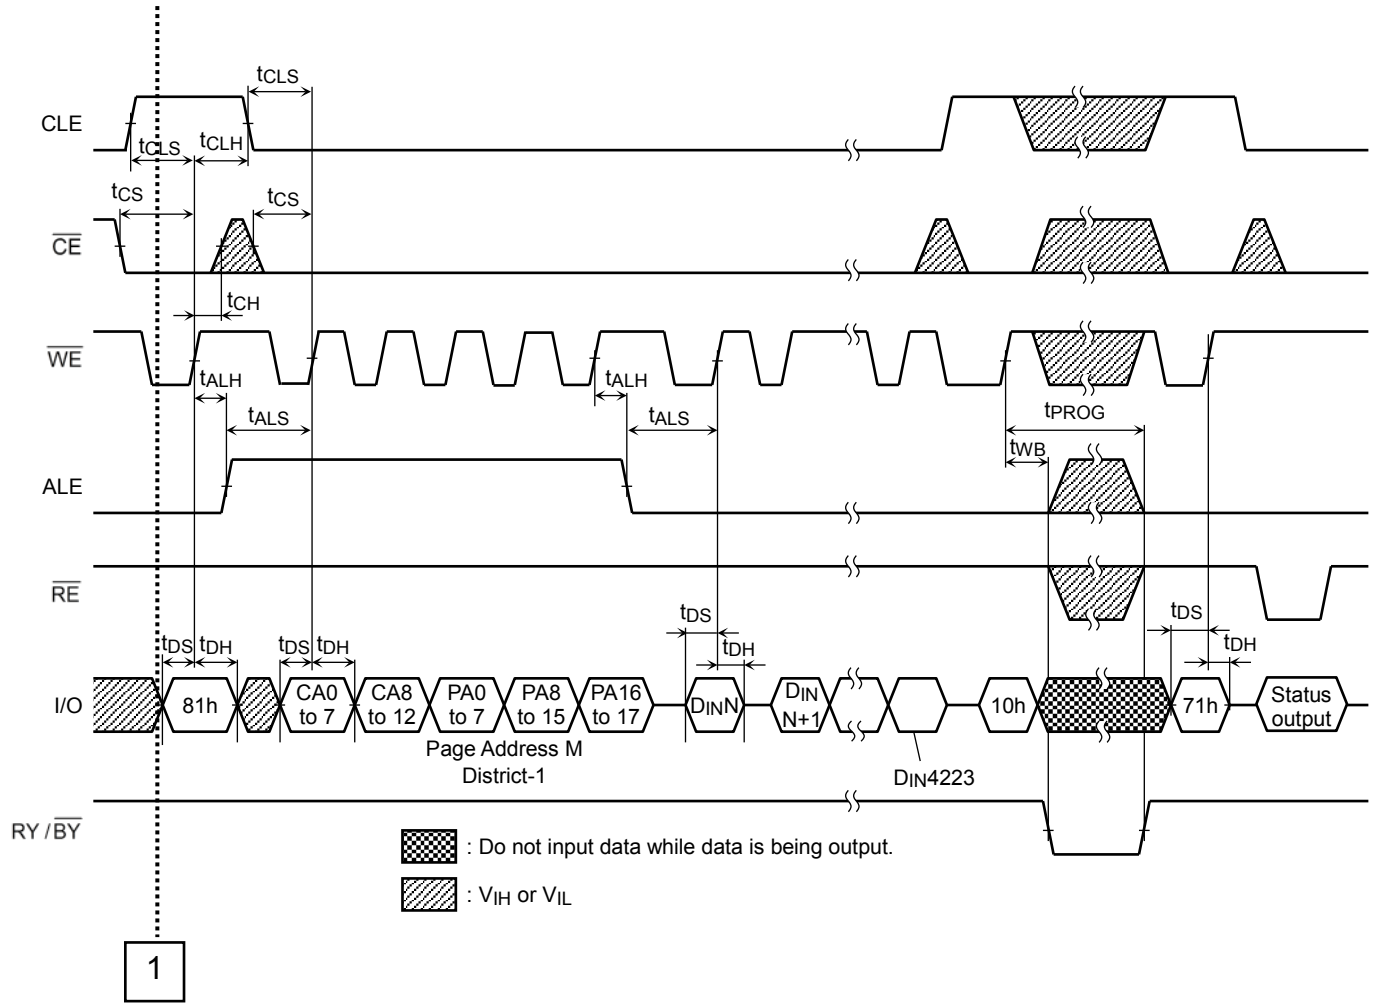 tCLS
CLE
tCLS tCLH
tCS tCS
CE
tCH
WE
tALH tALH
tALS tALS tPROG
tWB
ALE
RE
tDS tDS
tDS tDH tDS tDH tDH tDH
I/O 81h CA0 to 7 CA8 to 12 PA0 to 7 PA8 to 15 PA16 to 17 DINN DIN N+1 10h 71h Status output
Page Address M
District-1
DIN4223
RY / BY
: Do not input data while data is being output.
: VIH or VIL
1